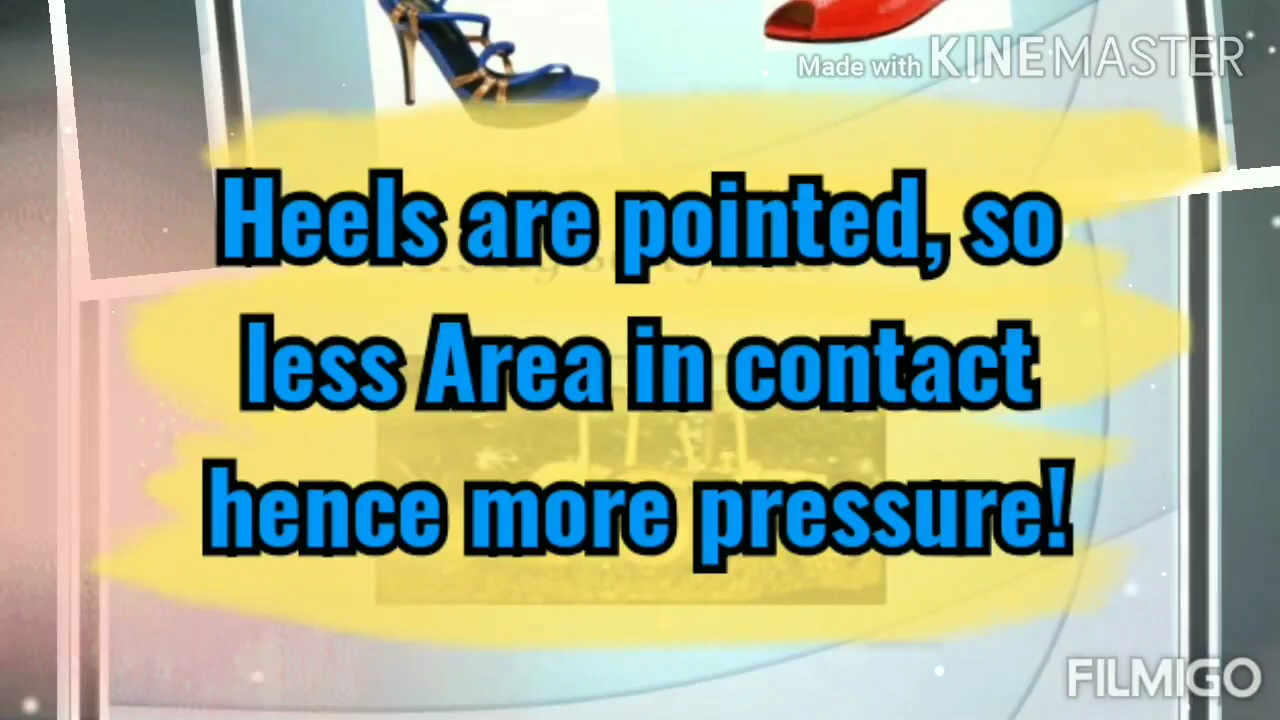 Made with KINEMASTER
Heels are pointed, so
less Area in contact
hence more pressure!
FILMIGO